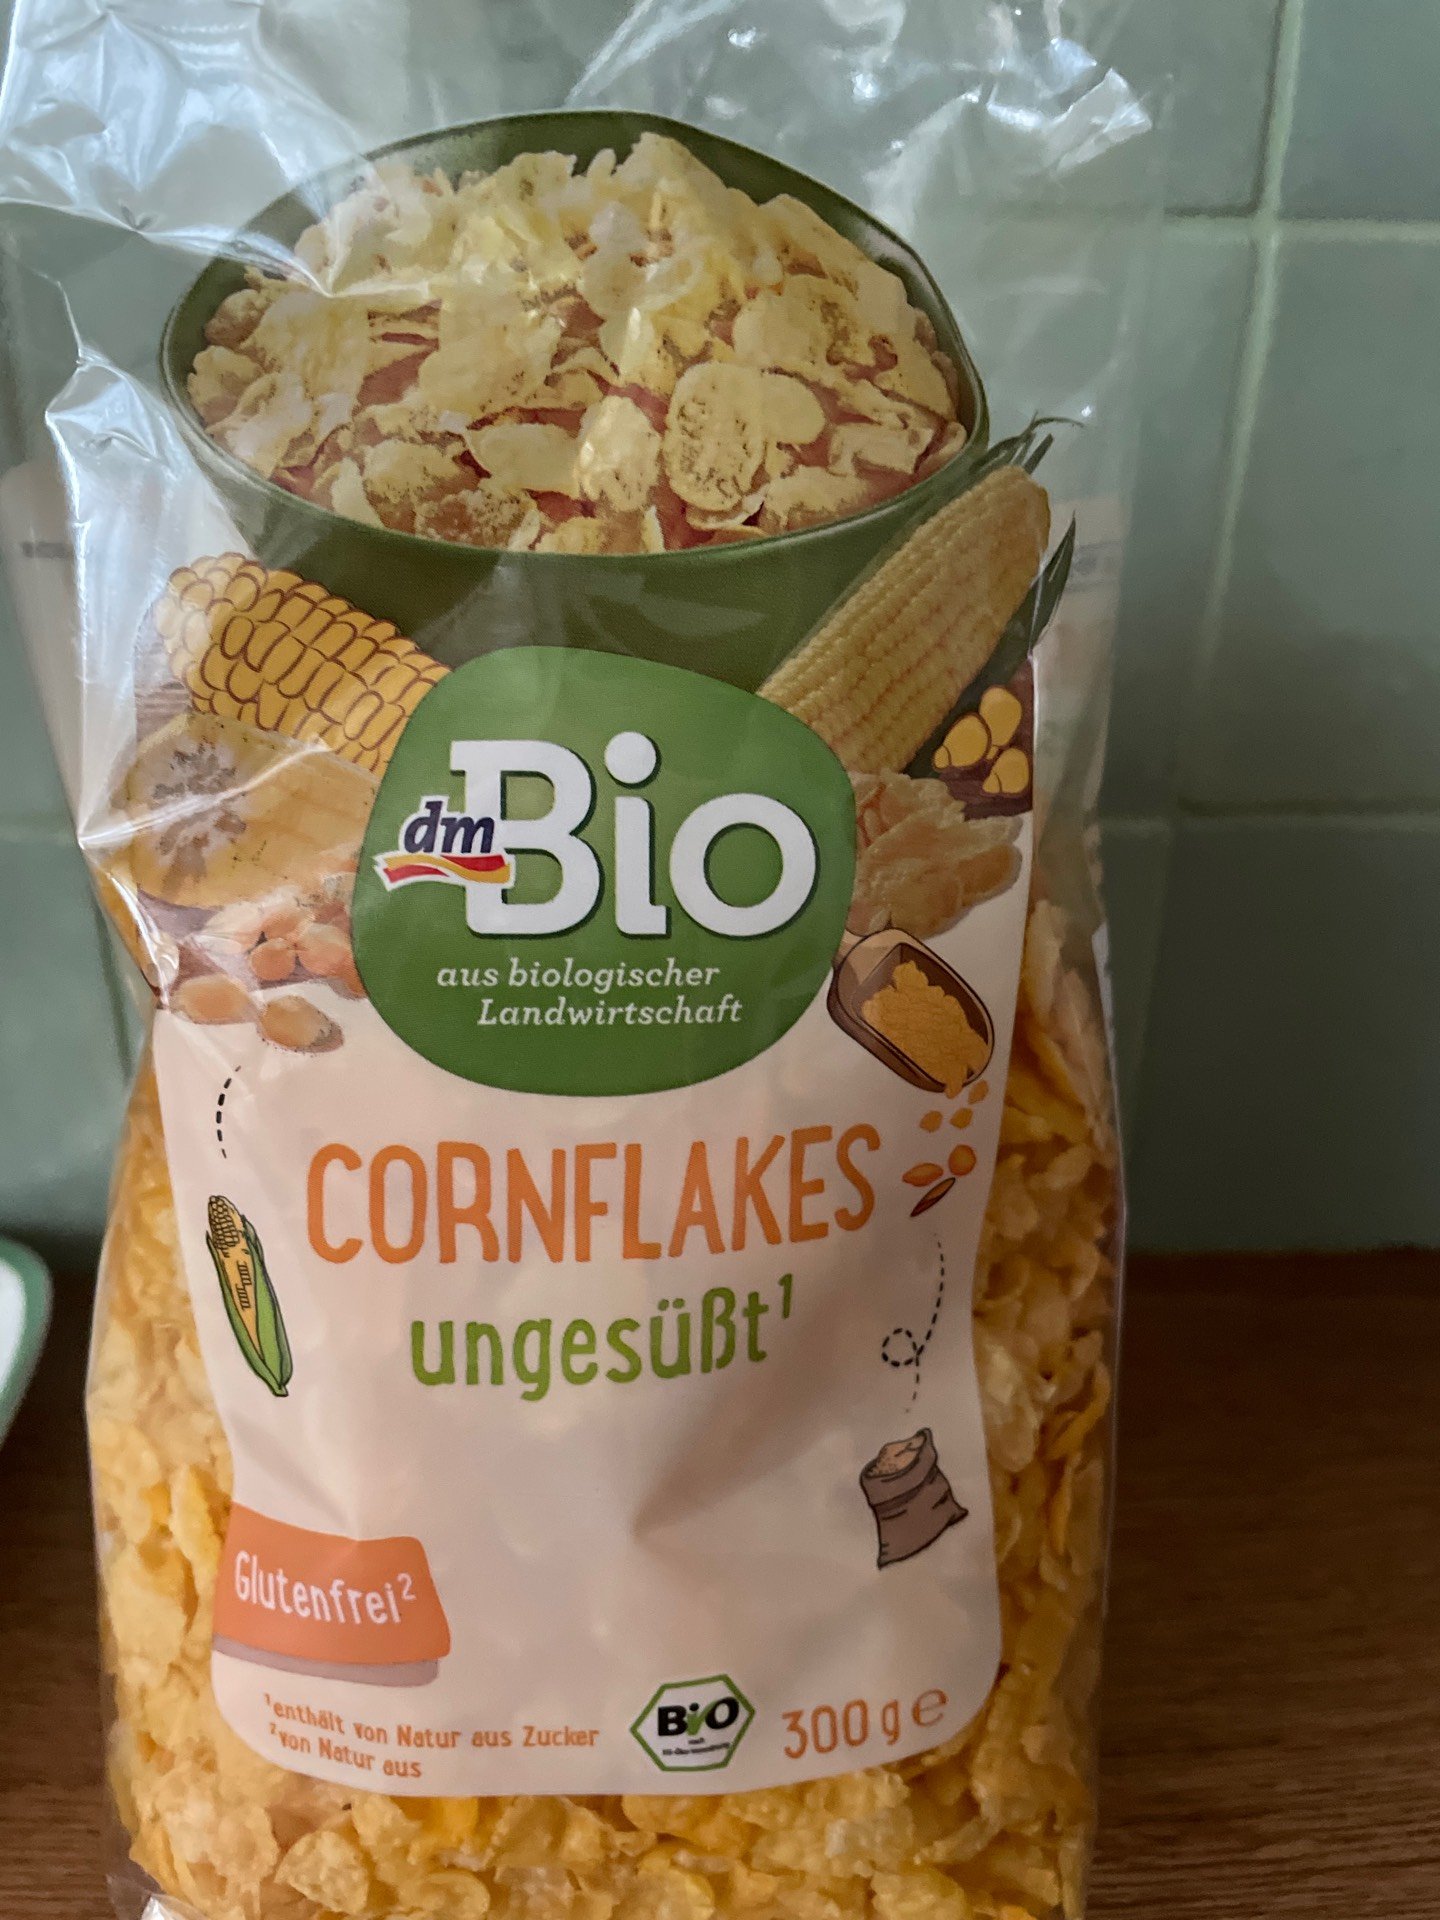 dm
Bio
aus biologischer
Landwirtschaft
CORNFLAKES
ungesüßt¹
Glutenfrei²
¹enthält von Natur aus Zucker
²von Natur aus
BiO
300 g e